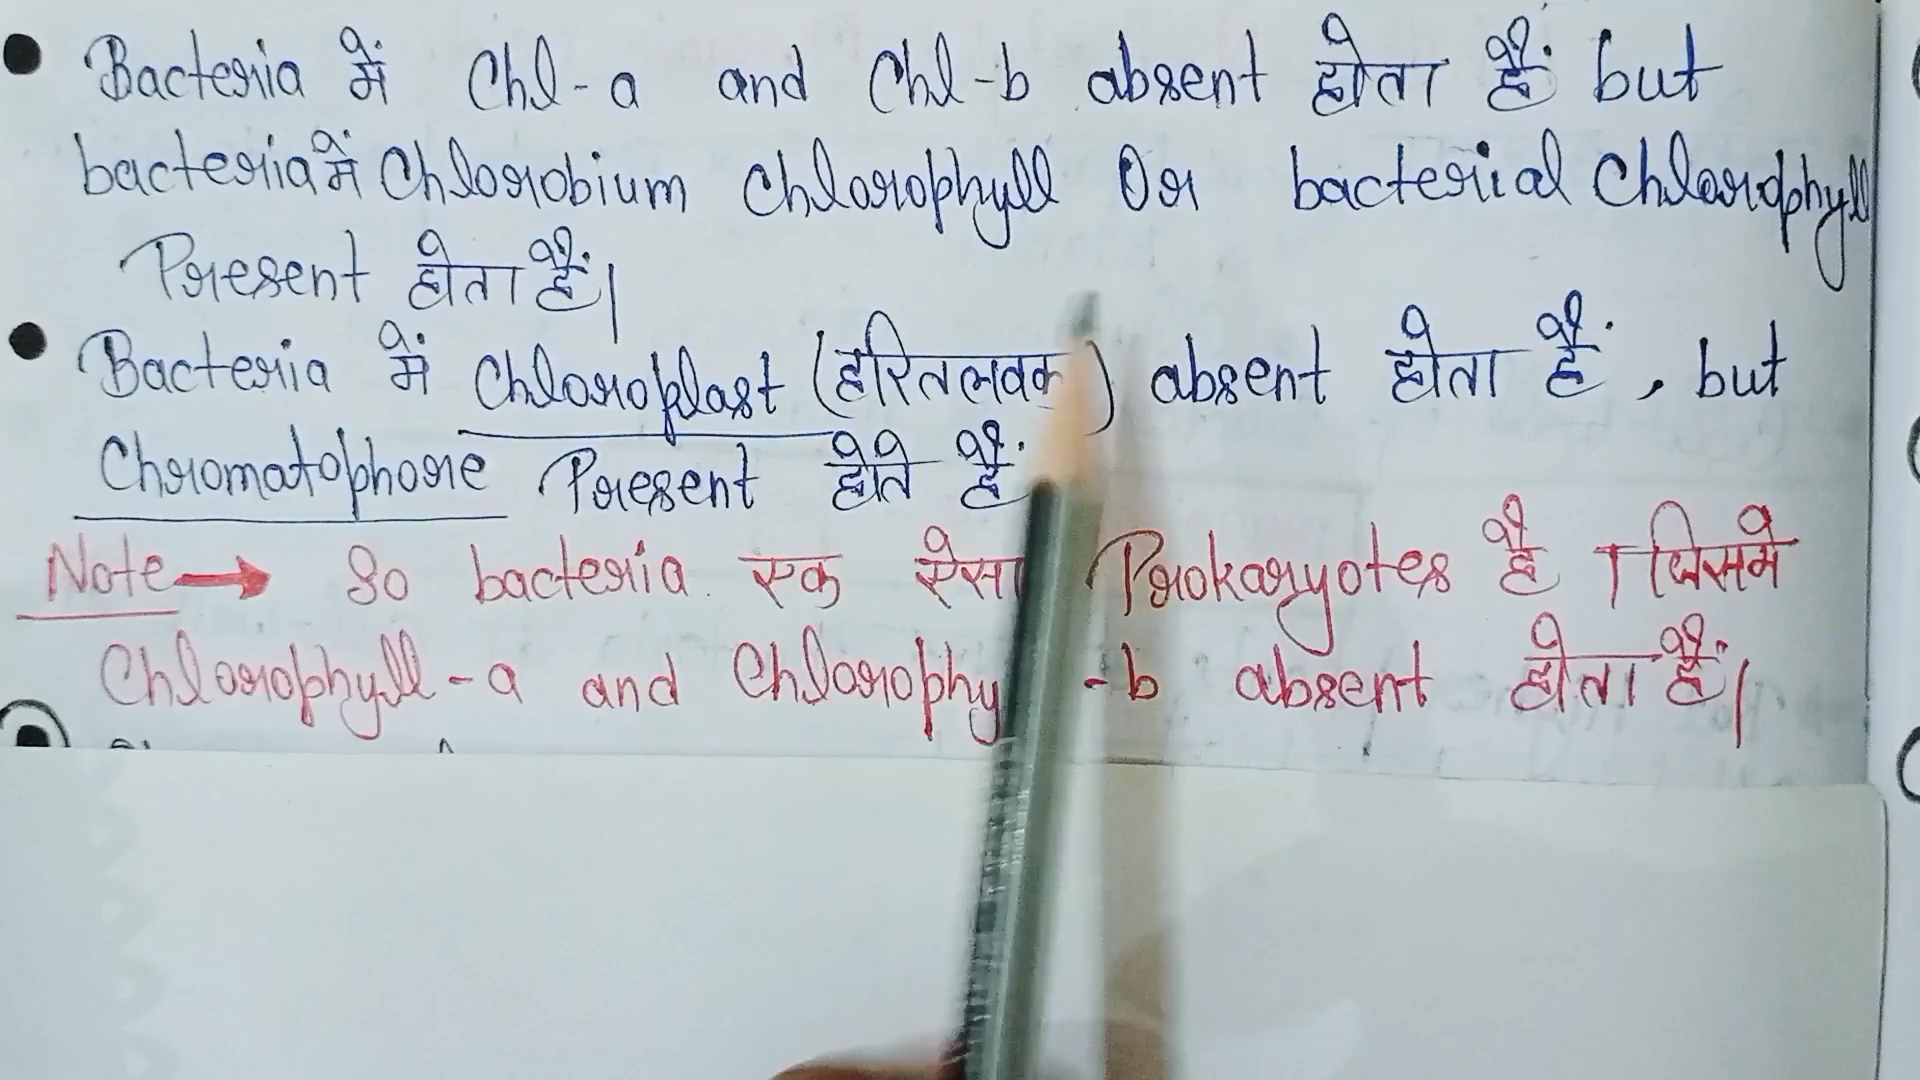 Bacteria में Chl-a and Chl-b absent होता हैं but
bacteria में Chlorobium Chlorophyll Or bacterial Chlorophyll
Present होता हैं।
Bacteria में Chloroplast (हरितलवक) absent होता हैं, but
Chromatophore Present होते हैं
Note → So bacteria एक ऐसा Prokaryotes है । जिसमे
Chlorophyll-a and Chlorophy -b absent होता हैं।